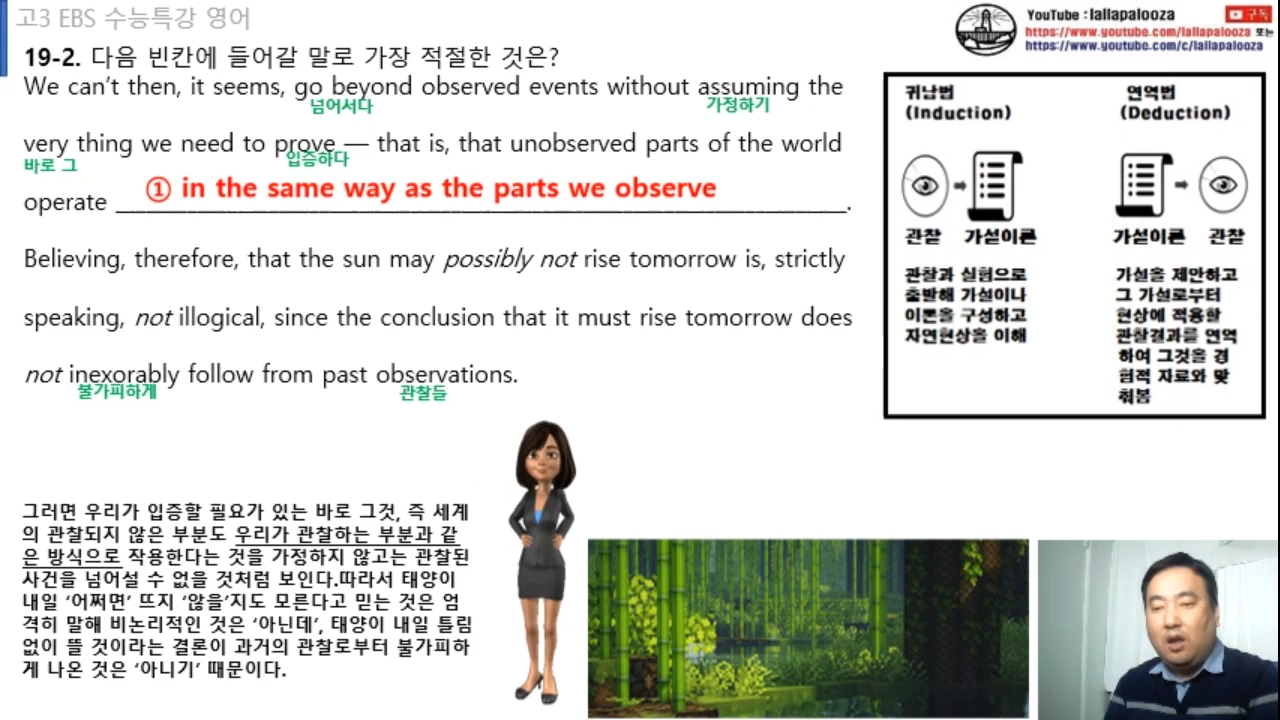 고3 EBS 수능특강 영어
YouTube : lallapalooza
구독
https://www.youtube.com/lallapalooza 또는
https://www.youtube.com/c/lallapalooza
19-2. 다음 빈칸에 들어갈 말로 가장 적절한 것은?
We can't then, it seems, go beyond observed events without assuming the
넘어서다 가정하기
very thing we need to prove — that is, that unobserved parts of the world
바로 그 입증하다
① in the same way as the parts we observe
operate ______.
Believing, therefore, that the sun may possibly not rise tomorrow is, strictly
speaking, not illogical, since the conclusion that it must rise tomorrow does
not inexorably follow from past observations.
불가피하게 관찰들
귀납법
(Induction)
관찰 가설이론
관찰과 실험으로
출발해 가설이나
이론을 구성하고
자연현상을 이해
연역법
(Deduction)
가설이론 관찰
가설을 제안하고
그 가설로부터
현상에 적용할
관찰결과를 연역
하여 그것을 경
험적 자료와 맞
춰봄
그러면 우리가 입증할 필요가 있는 바로 그것, 즉 세계
의 관찰되지 않은 부분도 우리가 관찰하는 부분과 같
은 방식으로 작용한다는 것을 가정하지 않고는 관찰된
사건을 넘어설 수 없을 것처럼 보인다.따라서 태양이
내일 ‘어쩌면’ 뜨지 ‘않을’지도 모른다고 믿는 것은 엄
격히 말해 비논리적인 것은 ‘아닌데’, 태양이 내일 틀림
없이 뜰 것이라는 결론이 과거의 관찰로부터 불가피하
게 나온 것은 ‘아니기’ 때문이다.